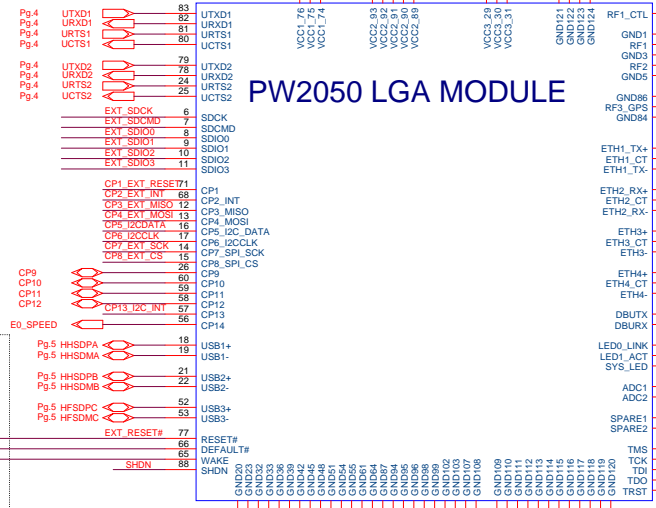 Pg.4 UTXD1 83 UTXD1
Pg.4 URXD1 82 URXD1
Pg.4 URTS1 81 URTS1
Pg.4 UCTS1 80 UCTS1
Pg.4 UTXD2 79 UTXD2
Pg.4 URXD2 78 URXD2
Pg.4 URTS2 24 URTS2
Pg.4 UCTS2 25 UCTS2
EXT_SDCK 6 SDCK
EXT_SDCMD 7 SDCMD
EXT_SDIO0 8 SDIO0
EXT_SDIO1 9 SDIO1
EXT_SDIO2 10 SDIO2
EXT_SDIO3 11 SDIO3
CP1_EXT_RESET 71 CP1
CP2_EXT_INT 68 CP2_INT
CP3_EXT_MISO 12 CP3_MISO
CP4_EXT_MOSI 13 CP4_MOSI
CP5_I2CDATA 16 CP5_I2C_DATA
CP6_I2CCLK 17 CP6_I2CCLK
CP7_EXT_SCK 14 CP7_SPI_SCK
CP8_EXT_CS 15 CP8_SPI_CS
CP9 26 CP9
CP10 60 CP10
CP11 59 CP11
CP12 58 CP12
CP13_I2C_INT 57 CP13
E0_SPEED 56 CP14
Pg.5 HHSDPA 18 USB1+
Pg.5 HHSDMA 19 USB1-
Pg.5 HHSDPB 21 USB2+
Pg.5 HHSDMB 22 USB2-
Pg.5 HFSDPC 52 USB3+
Pg.5 HFSDMC 53 USB3-
EXT_RESET# 77 RESET#
66 DEFAULT#
65 WAKE
SHDN 88 SHDN
VCC1_76
VCC1_75
VCC1_74
VCC2_93
VCC2_92
VCC2_91
VCC2_90
VCC2_89
VCC3_29
VCC3_30
VCC3_31
GND121
GND122
GND123
GND124
PW2050 LGA MODULE
RF1_CTL
GND1
RF1
GND3
RF2
GND5
GND86
RF3_GPS
GND84
ETH1_TX+
ETH1_CT
ETH1_TX-
ETH2_RX+
ETH2_CT
ETH2_RX-
ETH3+
ETH3_CT
ETH3-
ETH4+
ETH4_CT
ETH4-
DBUTX
DBURX
LED0_LINK
LED1_ACT
SYS_LED
ADC1
ADC2
SPARE1
SPARE2
TMS
TCK
TDI
TDO
TRST
GND20
GND23
GND32
GND33
GND36
GND39
GND42
GND45
GND48
GND51
GND54
GND55
GND61
GND64
GND87
GND94
GND95
GND96
GND98
GND99
GND102
GND103
GND107
GND108
GND109
GND110
GND111
GND112
GND113
GND114
GND115
GND116
GND117
GND118
GND119
GND120